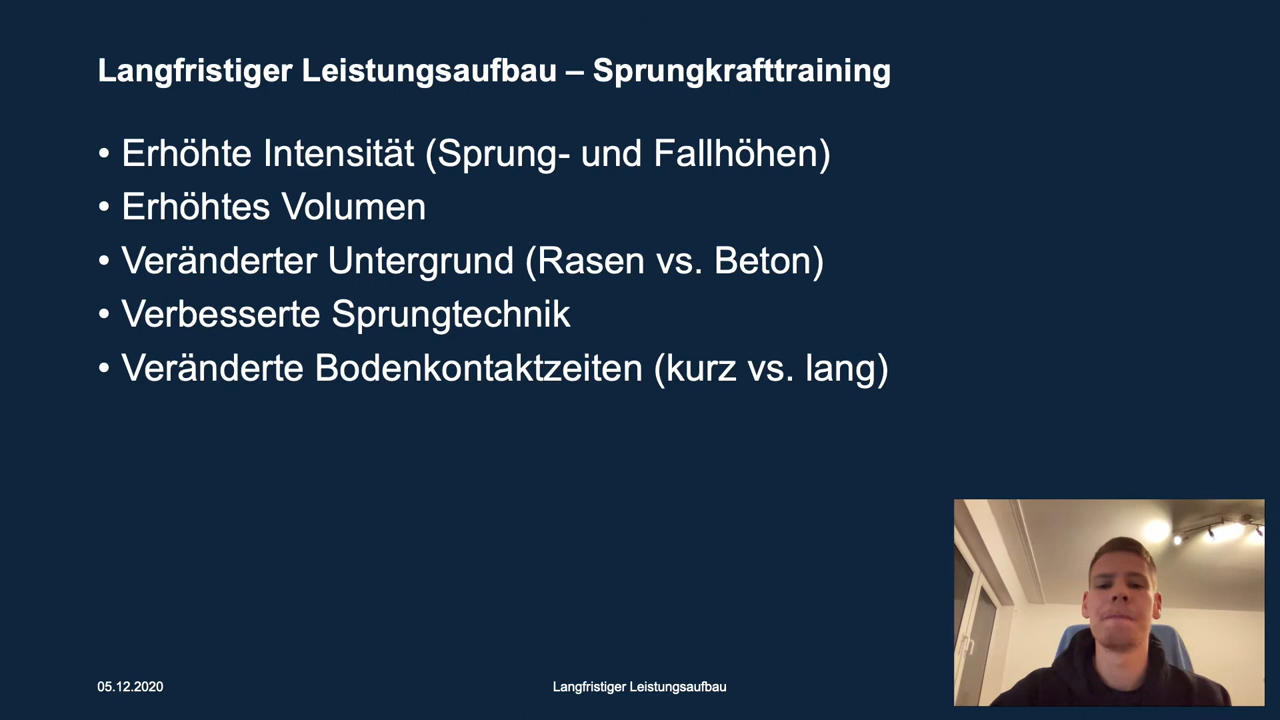 Langfristiger Leistungsaufbau – Sprungkrafttraining
• Erhöhte Intensität (Sprung- und Fallhöhen)
• Erhöhtes Volumen
• Veränderter Untergrund (Rasen vs. Beton)
• Verbesserte Sprungtechnik
• Veränderte Bodenkontaktzeiten (kurz vs. lang)
05.12.2020
Langfristiger Leistungsaufbau